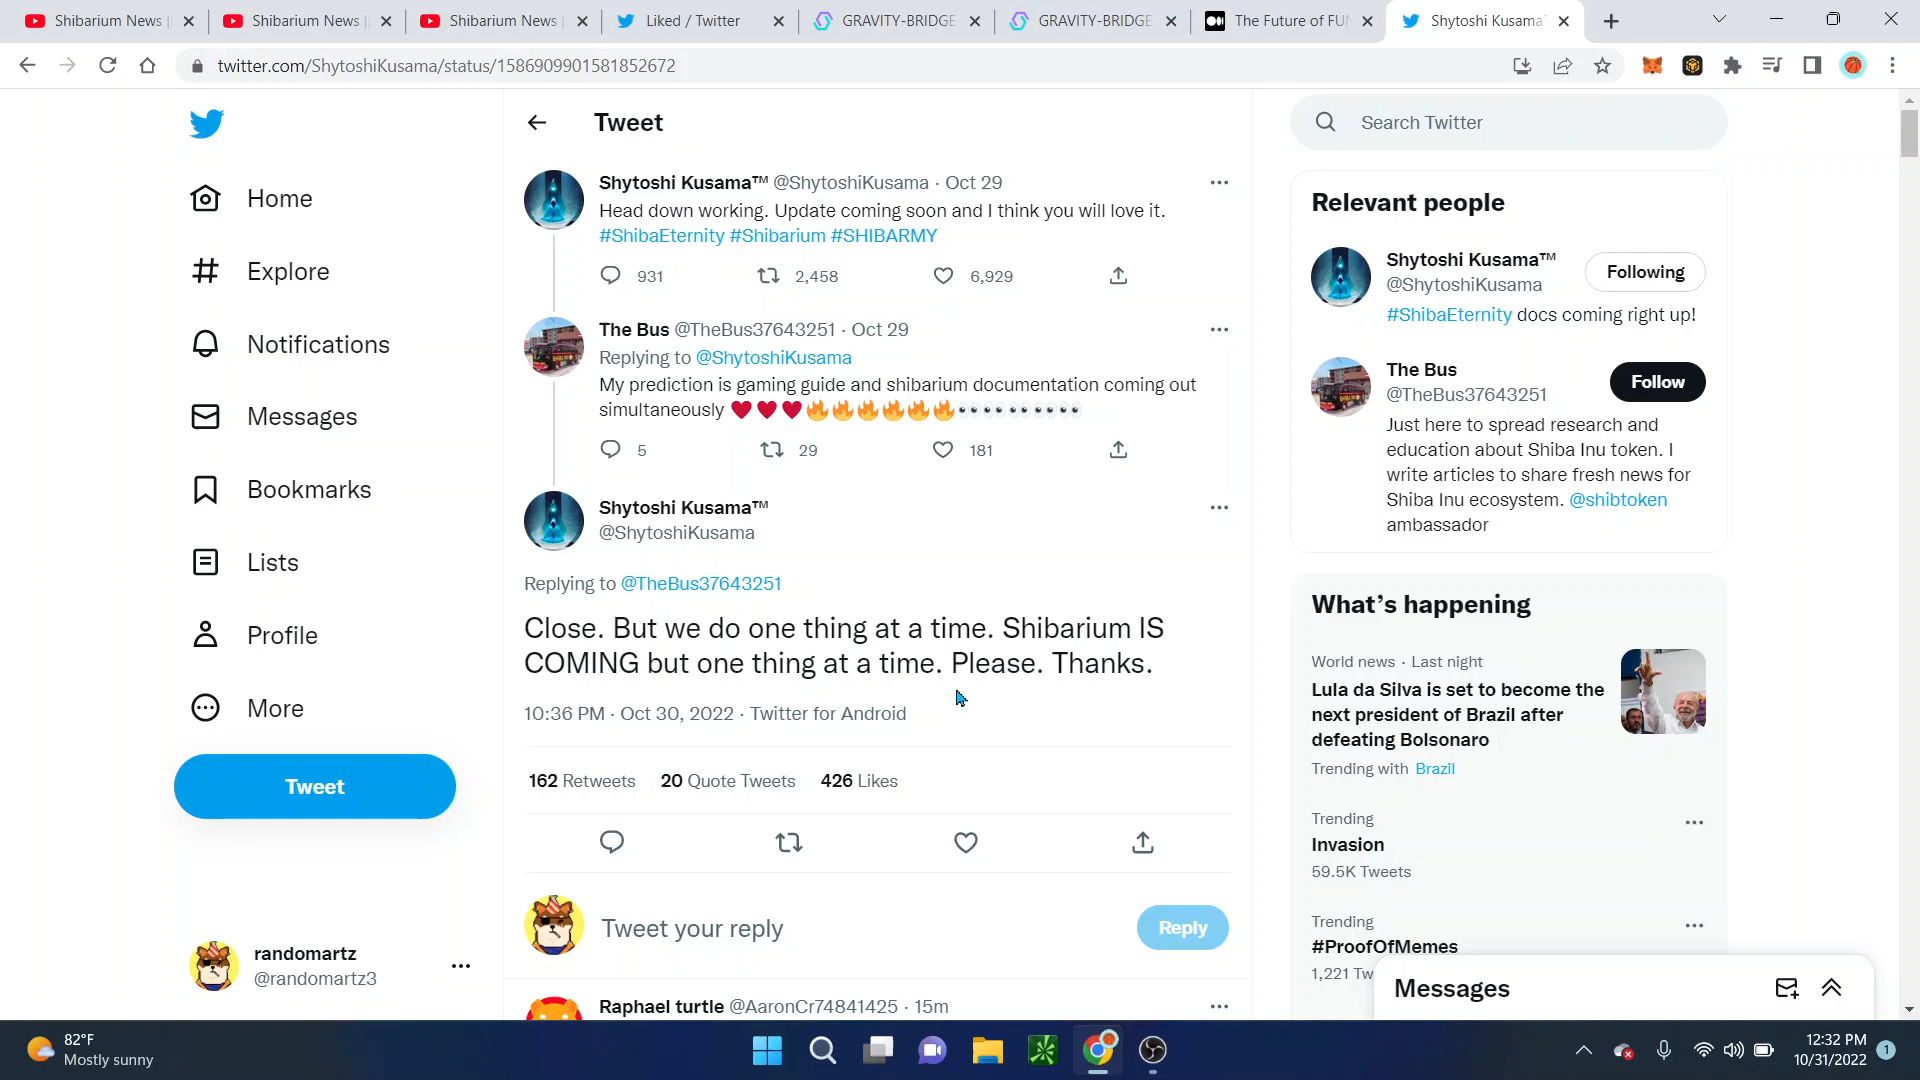 Shibarium News
Shibarium News
Shibarium News
Liked / Twitter
GRAVITY-BRIDGE
GRAVITY-BRIDGE
The Future of FUN
Shytoshi Kusama
twitter.com/ShytoshiKusama/status/1586909901581852672
Home
Explore
Notifications
Messages
Bookmarks
Lists
Profile
More
Tweet
randomartz
@randomartz3
Tweet
Shytoshi Kusama™ @ShytoshiKusama · Oct 29
Head down working. Update coming soon and I think you will love it.
#ShibaEternity #Shibarium #SHIBARMY
931 2,458 6,929
The Bus @TheBus37643251 · Oct 29
Replying to @ShytoshiKusama
My prediction is gaming guide and shibarium documentation coming out
simultaneously ♥️♥️♥️🔥🔥🔥🔥🔥🔥👀👀👀👀👀
5 29 181
Shytoshi Kusama™
@ShytoshiKusama
Replying to @TheBus37643251
Close. But we do one thing at a time. Shibarium IS
COMING but one thing at a time. Please. Thanks.
10:36 PM · Oct 30, 2022 · Twitter for Android
162 Retweets 20 Quote Tweets 426 Likes
Tweet your reply
Reply
Raphael turtle @AaronCr74841425 · 15m
Search Twitter
Relevant people
Shytoshi Kusama™
@ShytoshiKusama
Following
#ShibaEternity docs coming right up!
The Bus
@TheBus37643251
Follow
Just here to spread research and
education about Shiba Inu token. I
write articles to share fresh news for
Shiba Inu ecosystem. @shibtoken
ambassador
What's happening
World news · Last night
Lula da Silva is set to become the
next president of Brazil after
defeating Bolsonaro
Trending with Brazil
Trending
Invasion
59.5K Tweets
Trending
#ProofOfMemes
1,221 Tw
Messages
82°F
Mostly sunny
12:32 PM
10/31/2022
1